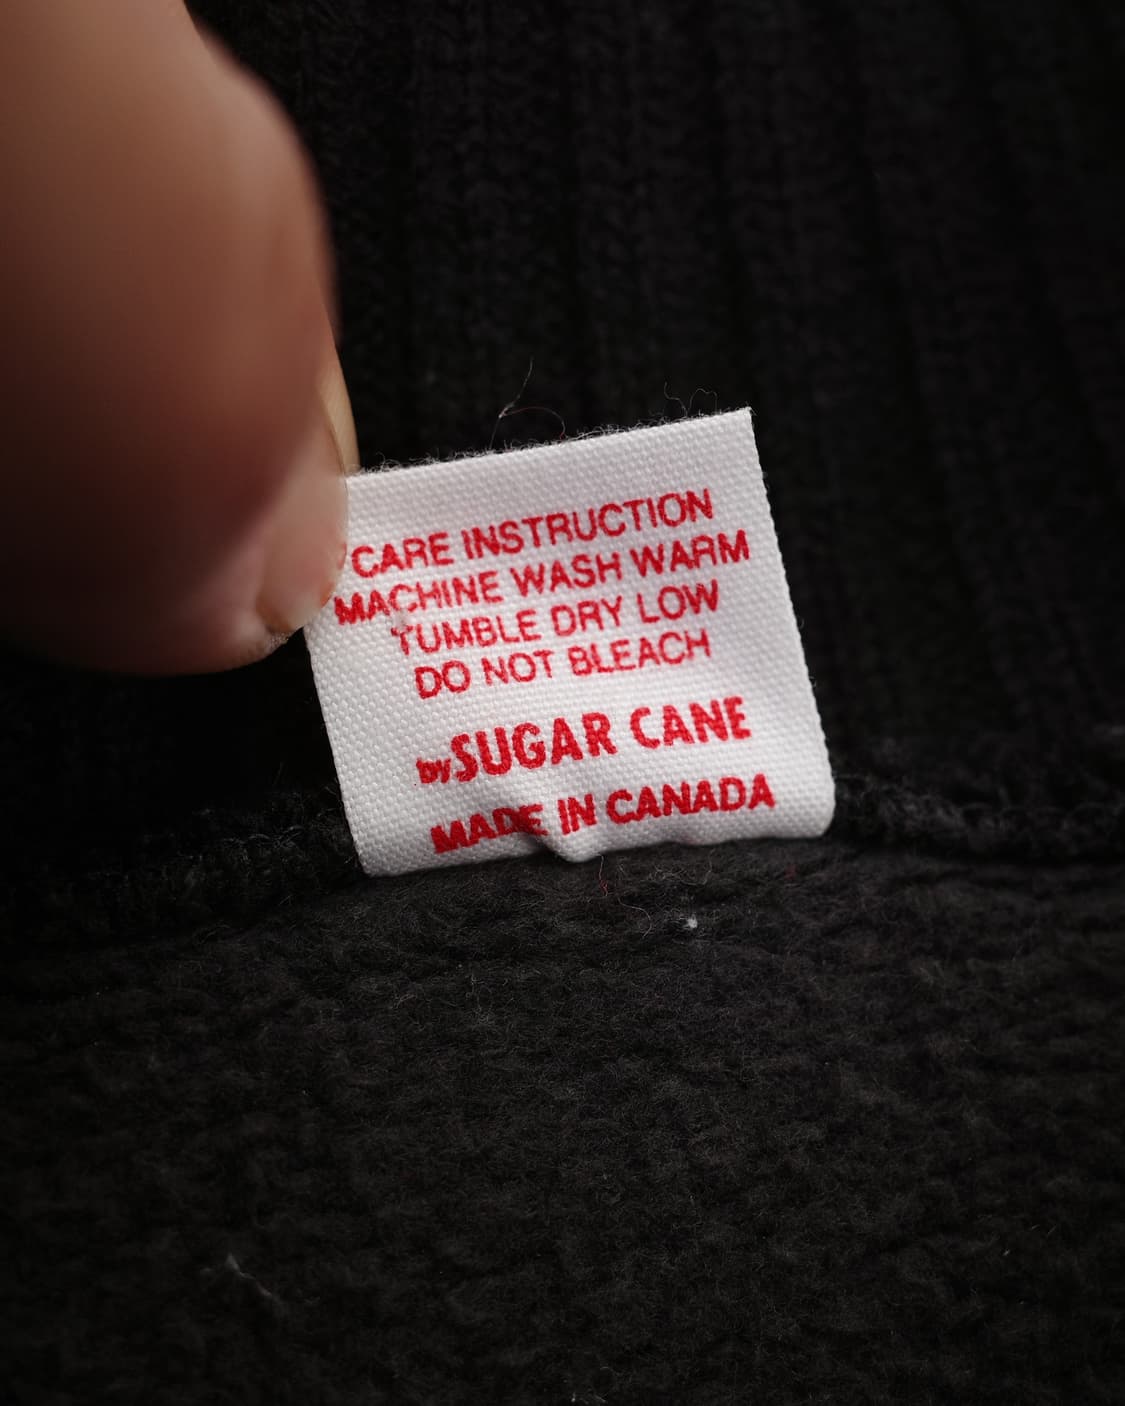 CARE INSTRUCTION
MACHINE WASH WARM
TUMBLE DRY LOW
DO NOT BLEACH
by SUGAR CANE
MADE IN CANADA